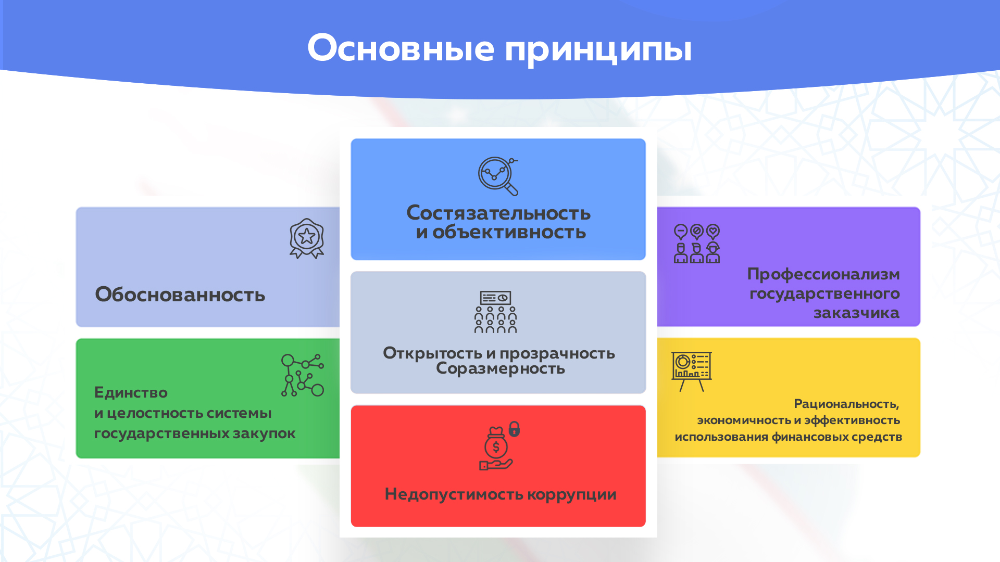 Основные принципы
Обоснованность
Единство
и целостность системы
государственных закупок
Состязательность
и объективность
Открытость и прозрачность
Соразмерность
Недопустимость коррупции
Профессионализм
государственного
заказчика
Рациональность,
экономичность и эффективность
использования финансовых средств